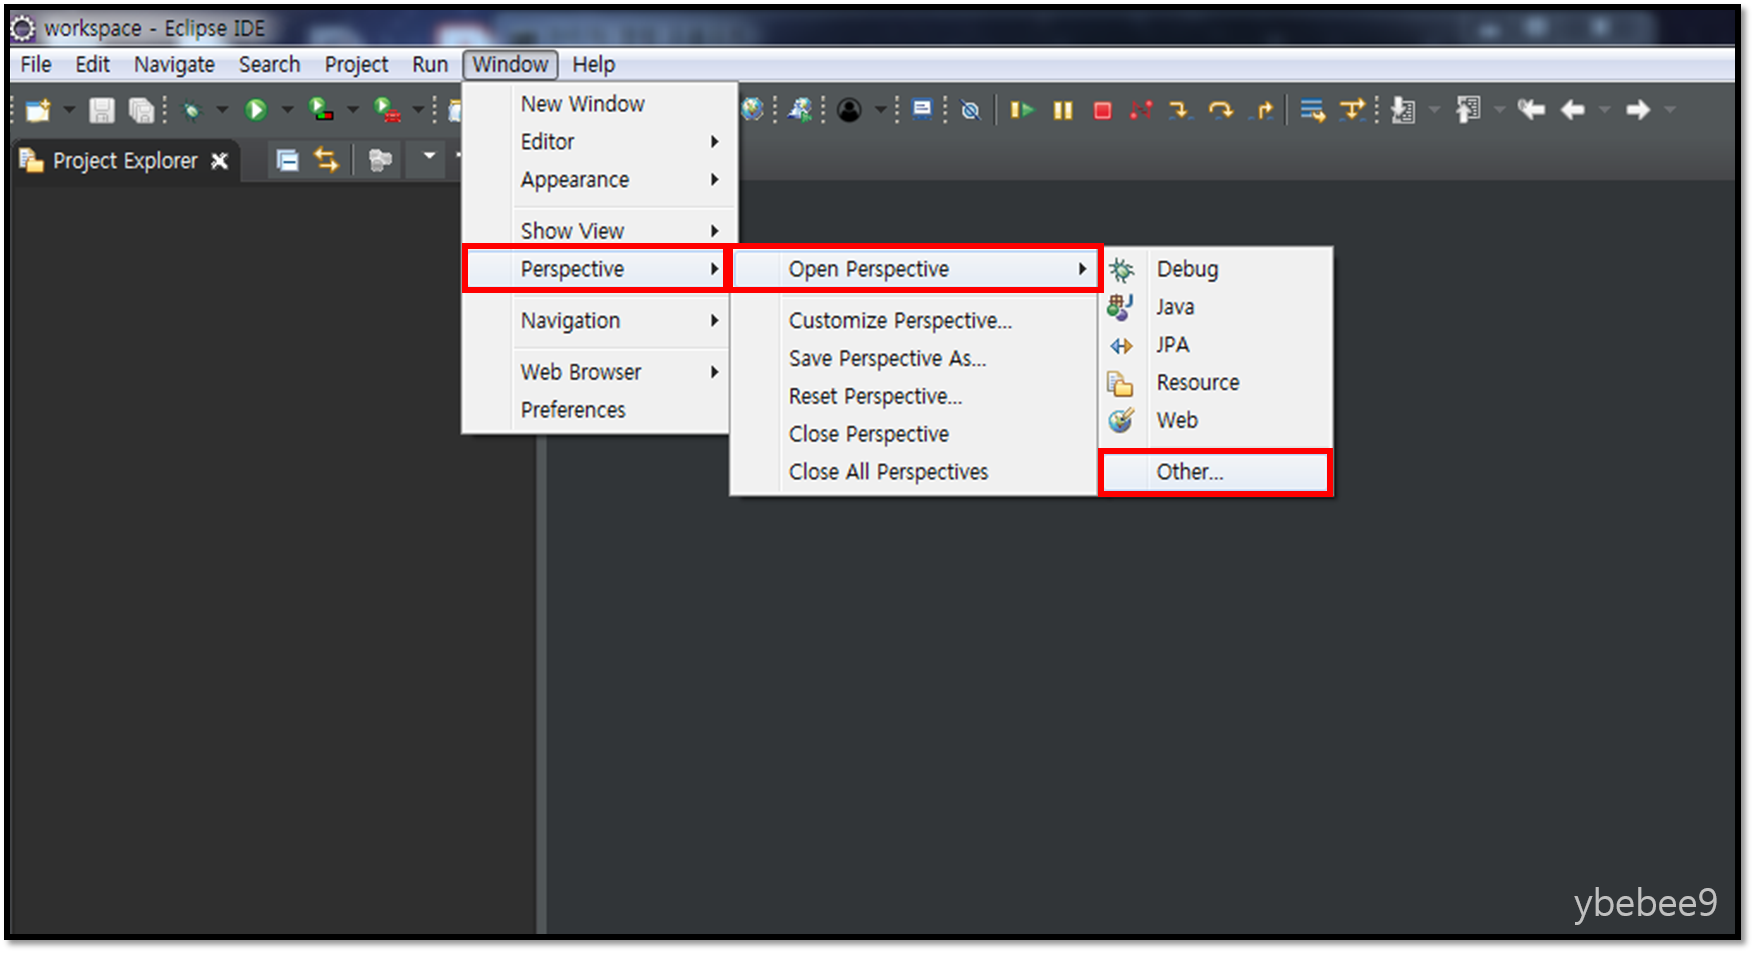 workspace - Eclipse IDE
File Edit Navigate Search Project Run Window Help
Project Explorer
New Window
Editor
Appearance
Show View
Perspective
Navigation
Web Browser
Preferences
Open Perspective
Customize Perspective...
Save Perspective As...
Reset Perspective...
Close Perspective
Close All Perspectives
Debug
Java
JPA
Resource
Web
Other...
ybebee9